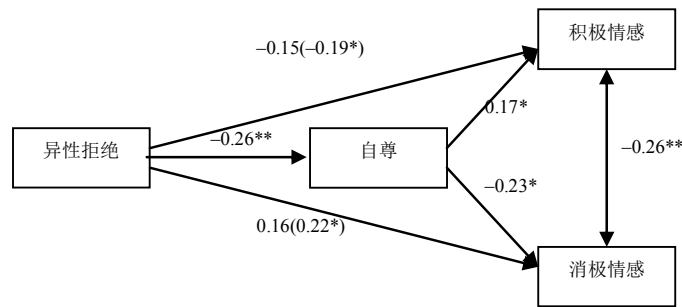 积极情感
–0.15(–0.19*)
0.17*
异性拒绝
–0.26**
自尊
–0.26**
–0.23*
0.16(0.22*)
消极情感